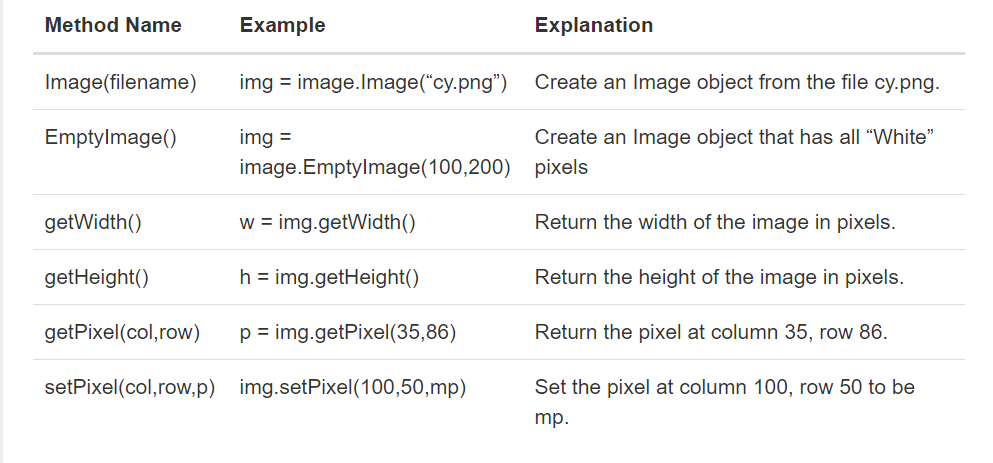 Method Name Example Explanation
Image(filename) img = image.Image(“cy.png”) Create an Image object from the file cy.png.
EmptyImage() img = Create an Image object that has all “White”
image.EmptyImage(100,200) pixels
getWidth() w = img.getWidth() Return the width of the image in pixels.
getHeight() h = img.getHeight() Return the height of the image in pixels.
getPixel(col,row) p = img.getPixel(35,86) Return the pixel at column 35, row 86.
setPixel(col,row,p) img.setPixel(100,50,mp) Set the pixel at column 100, row 50 to be
mp.